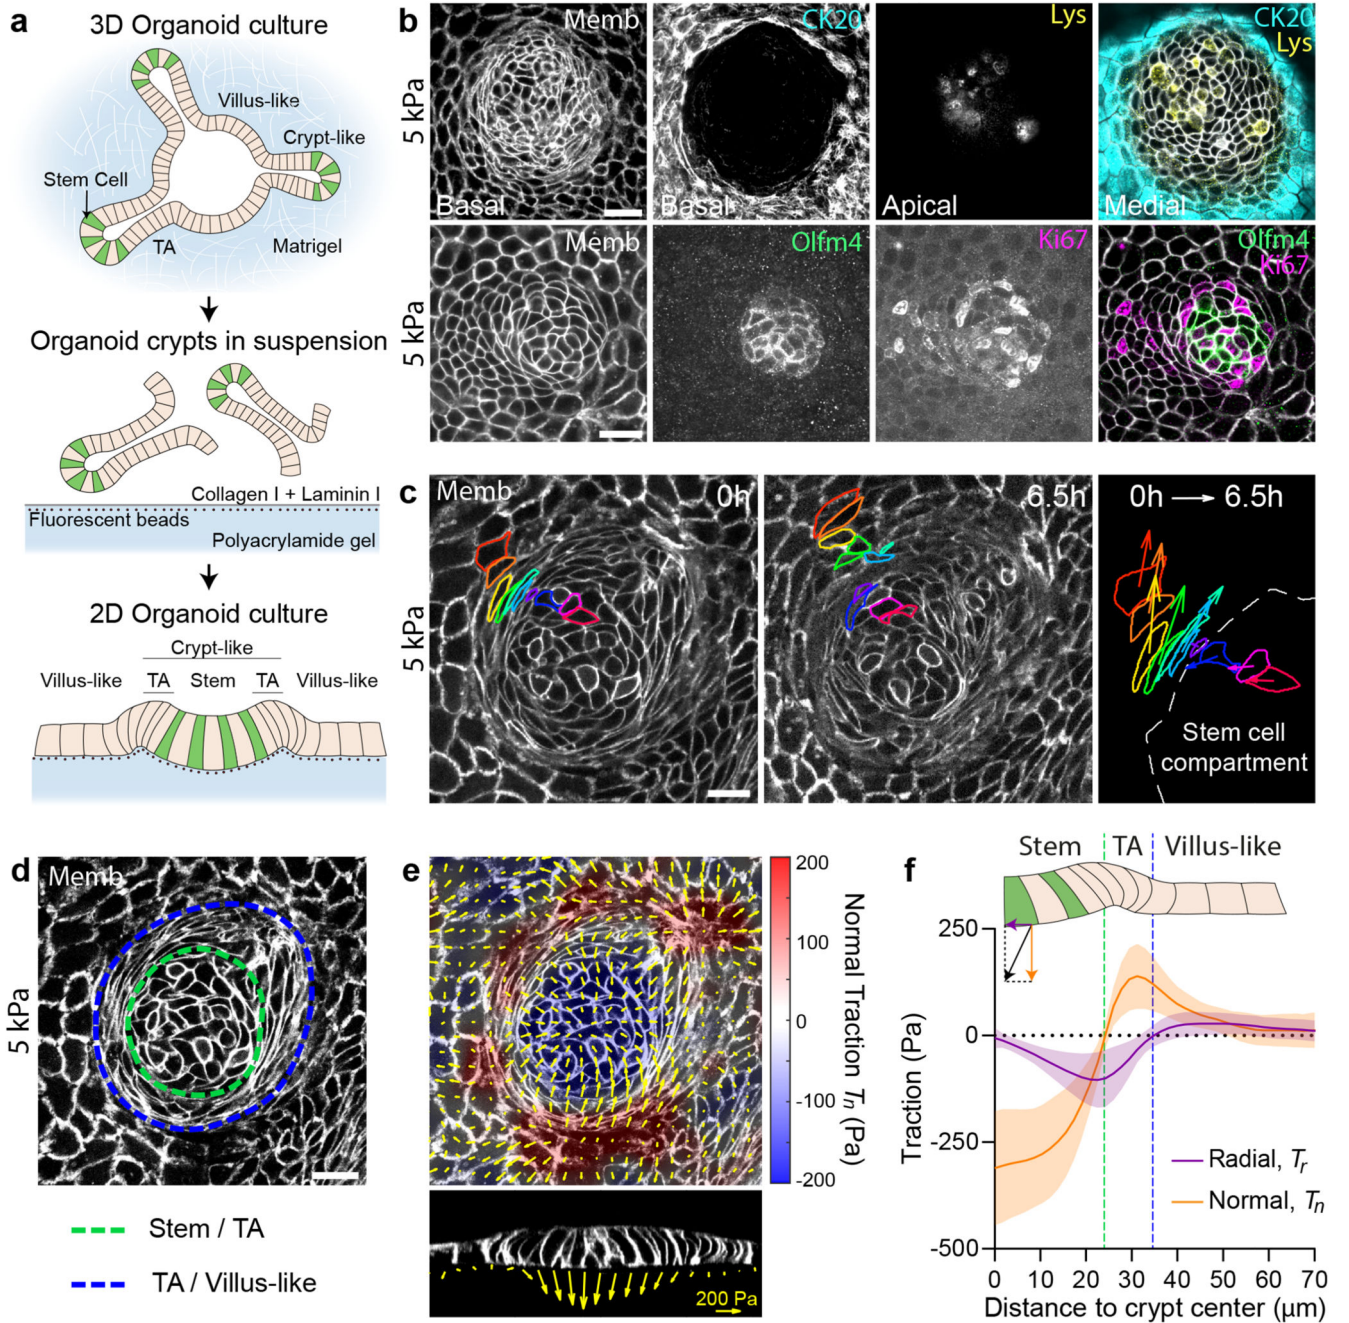 a
3D Organoid culture
Villus-like
Crypt-like
Stem Cell
TA
Matrigel
Organoid crypts in suspension
Collagen I + Laminin I
Fluorescent beads
Polyacrylamide gel
2D Organoid culture
Crypt-like
Villus-like TA Stem TA Villus-like
b
5 kPa
Memb
Basal
CK20
Basal
Lys
Apical
CK20
Lys
Medial
5 kPa
Memb
Olfm4
Ki67
Olfm4
Ki67
c
5 kPa
Memb 0h
6.5h
0h → 6.5h
Stem cell
compartment
d
5 kPa
Memb
Stem / TA
TA / Villus-like
e
200
100
0
-100
-200
Normal Traction Tn (Pa)
200 Pa
f
Stem TA Villus-like
Traction (Pa)
250
0
-250
-500
Radial, Tr
Normal, Tn
0 10 20 30 40 50 60 70
Distance to crypt center (μm)